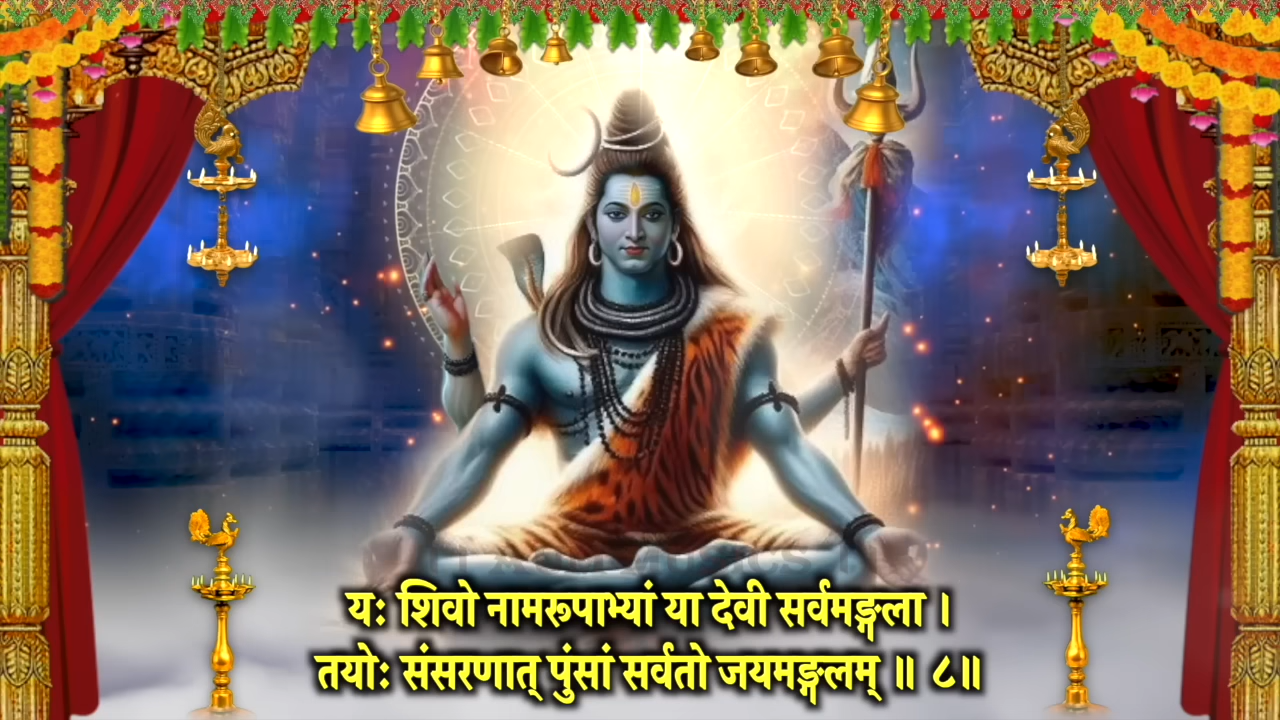 यः शिवो नामरूपाभ्यां या देवी सर्वमङ्गला ।
तयोः संसरणात् पुंसां सर्वतो जयमङ्गलम् ॥ ८॥